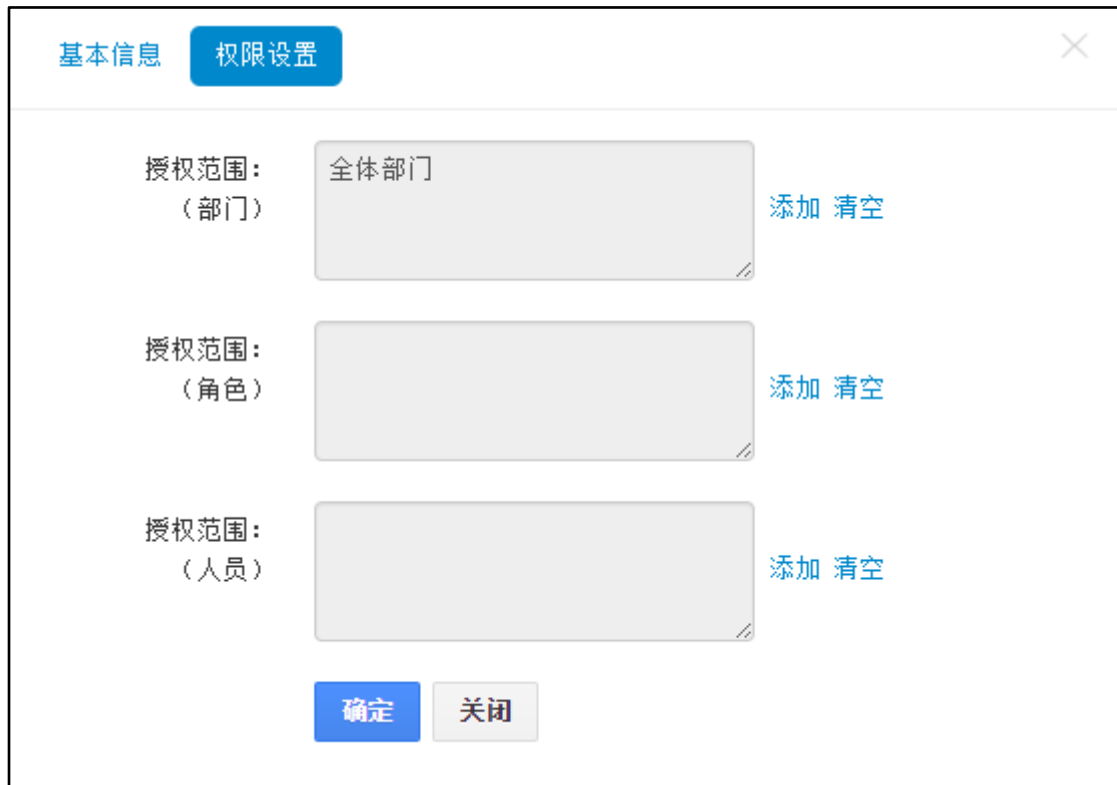 基本信息 权限设置
授权范围:
(部门)
全体部门
添加 清空
授权范围:
(角色)
添加 清空
授权范围:
(人员)
添加 清空
确定 关闭